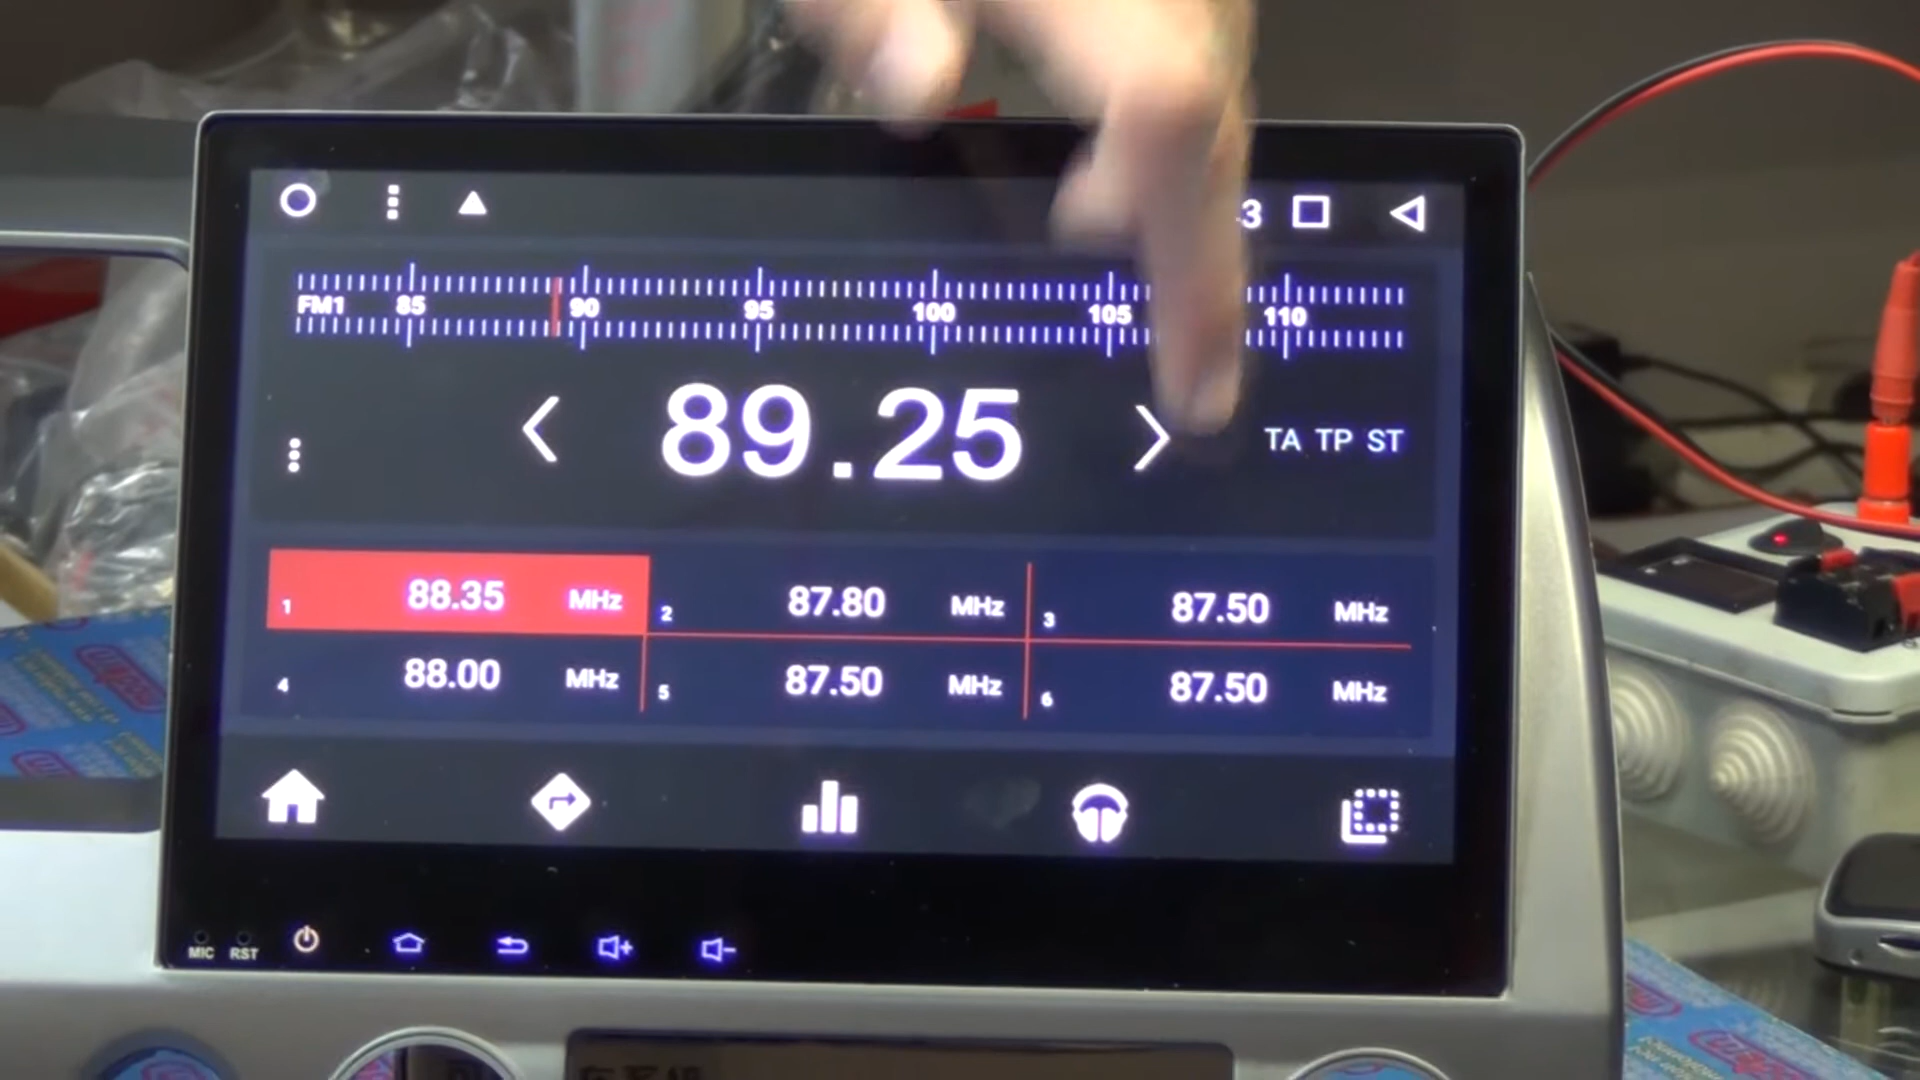 3
FM1 85 90 95 100 105 110
89.25
TA TP ST
1 88.35 MHz 2 87.80 MHz 3 87.50 MHz
4 88.00 MHz 5 87.50 MHz 6 87.50 MHz
MIC RST